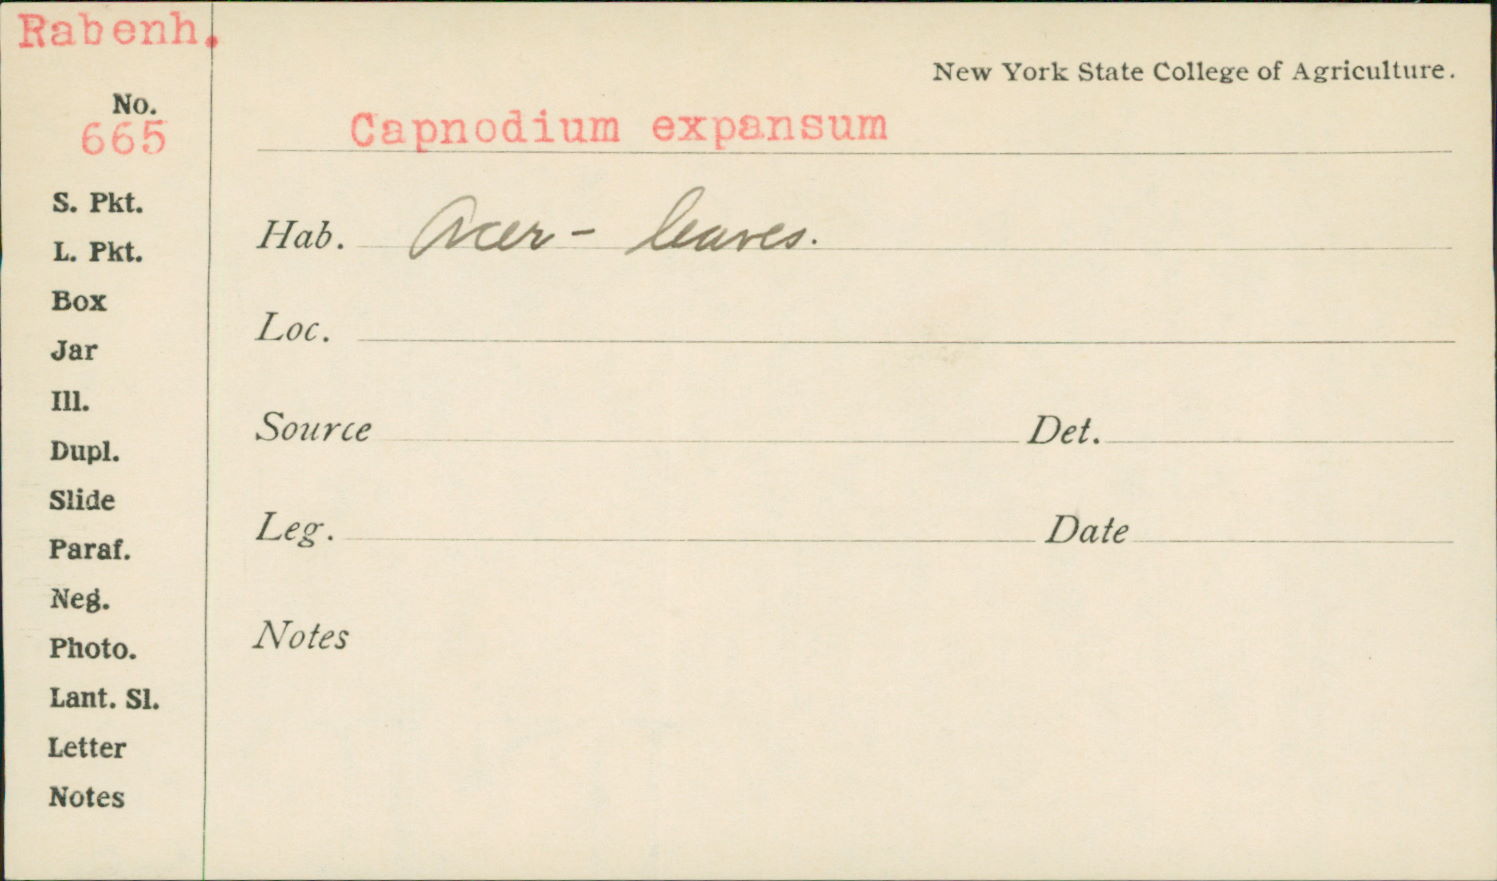 Rabenh.
New York State College of Agriculture.
No.
665
Capnodium expansum
S. Pkt.
Hab. Acer - leaves.
L. Pkt.
Box
Loc.
Jar
Ill.
Source Det.
Dupl.
Slide
Leg. Date
Paraf.
Neg.
Notes
Photo.
Lant. Sl.
Letter
Notes